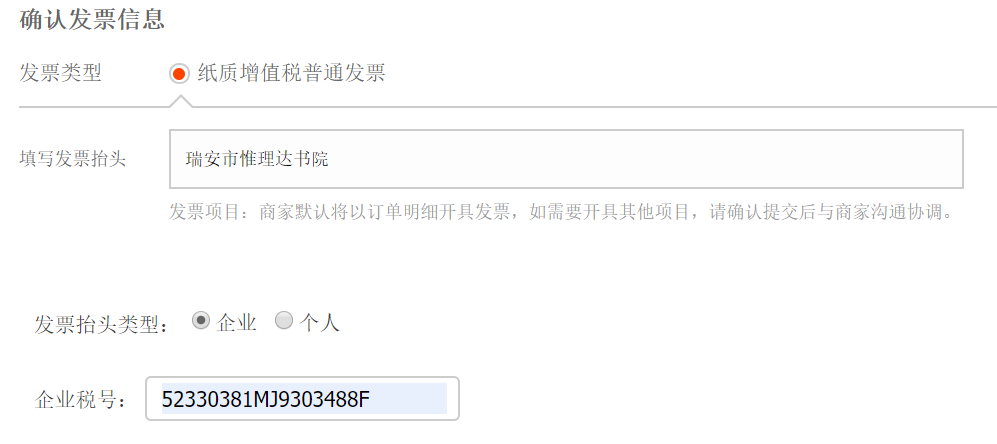 确认发票信息
发票类型 纸质增值税普通发票
填写发票抬头 瑞安市惟理达书院
发票项目：商家默认将以订单明细开具发票，如需要开具其他项目，请确认提交后与商家沟通协调。
发票抬头类型： 企业 个人
企业税号： 52330381MJ9303488F